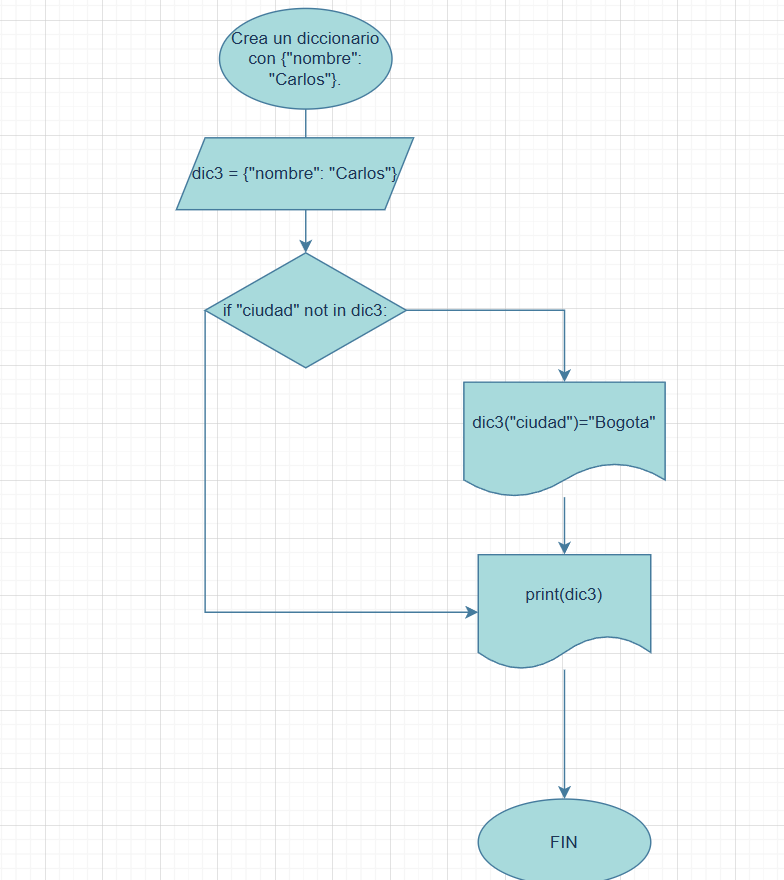 Crea un diccionario
con {"nombre":
"Carlos"}.
dic3 = {"nombre": "Carlos"}
if "ciudad" not in dic3:
dic3("ciudad")="Bogota"
print(dic3)
FIN